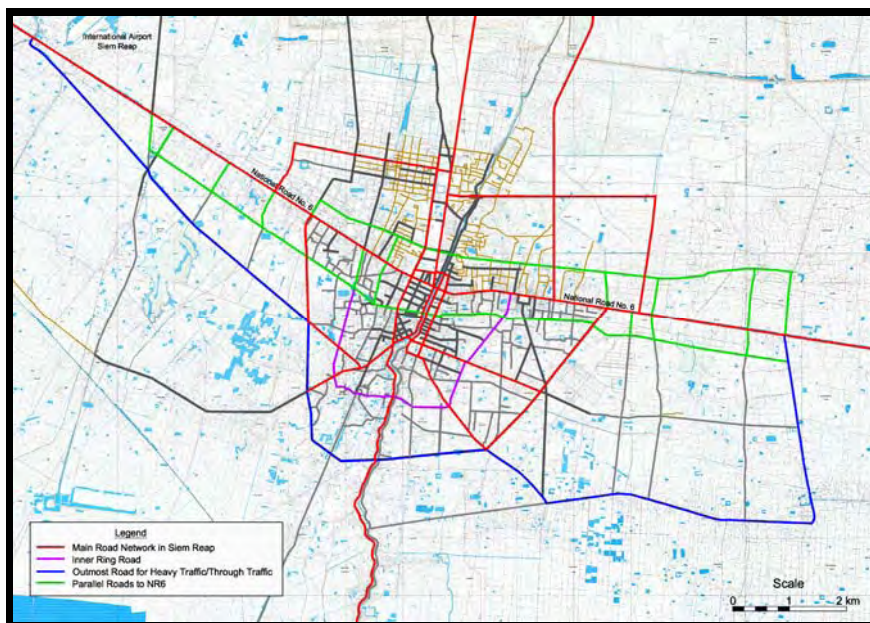 International Airport
Siem Reap
National Road No. 6
National Road No. 6
Legend
Main Road Network in Siem Reap
Inner Ring Road
Outmost Road for Heavy Traffic/Through Traffic
Parallel Roads to NR6
Scale
0 1 2 km